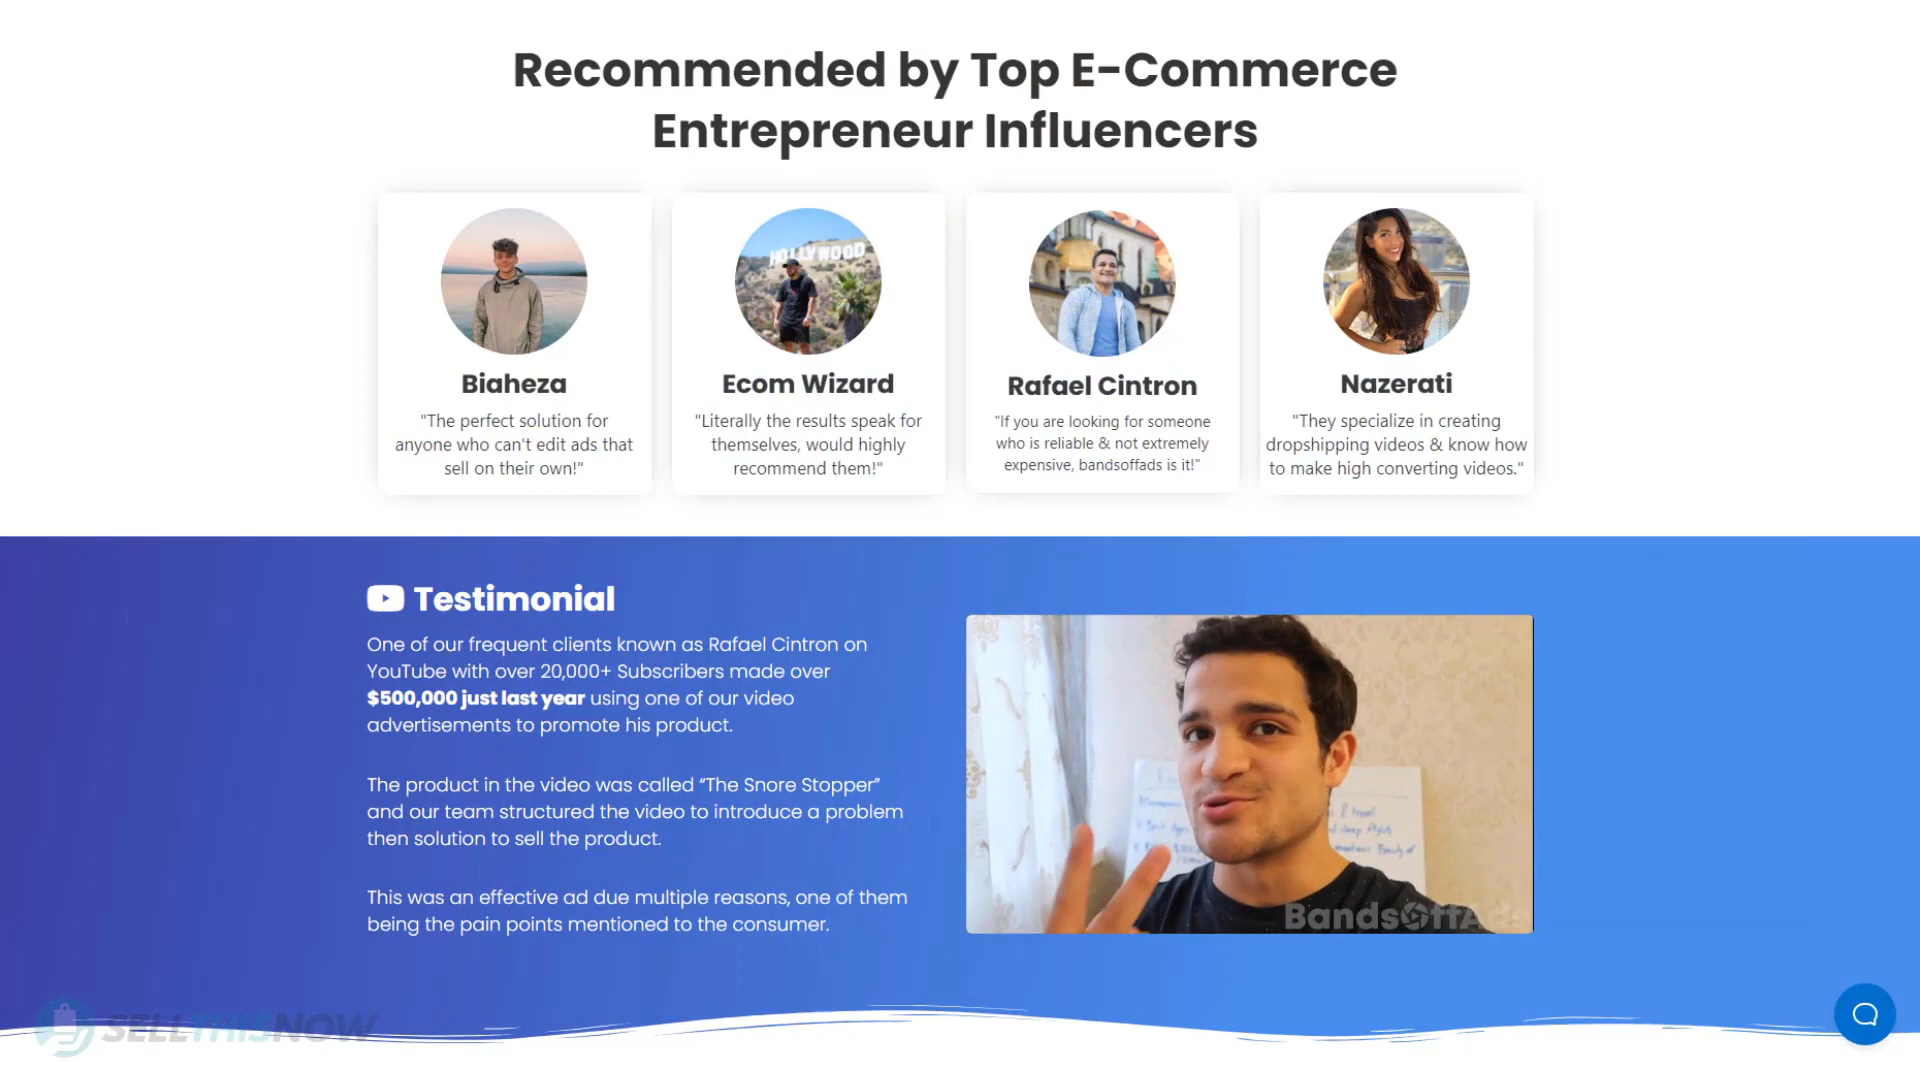 Recommended by Top E-Commerce
Entrepreneur Influencers
HOLLYWOOD
Biaheza
"The perfect solution for
anyone who can't edit ads that
sell on their own!"
Ecom Wizard
"Literally the results speak for
themselves, would highly
recommend them!"
Rafael Cintron
"If you are looking for someone
who is reliable & not extremely
expensive, bandsoffads is it!"
Nazerati
"They specialize in creating
dropshipping videos & know how
to make high converting videos."
Testimonial
One of our frequent clients known as Rafael Cintron on
YouTube with over 20,000+ Subscribers made over
$500,000 just last year using one of our video
advertisements to promote his product.
The product in the video was called “The Snore Stopper”
and our team structured the video to introduce a problem
then solution to sell the product.
This was an effective ad due multiple reasons, one of them
being the pain points mentioned to the consumer.
BandsOffAds
SELLTHISNOW